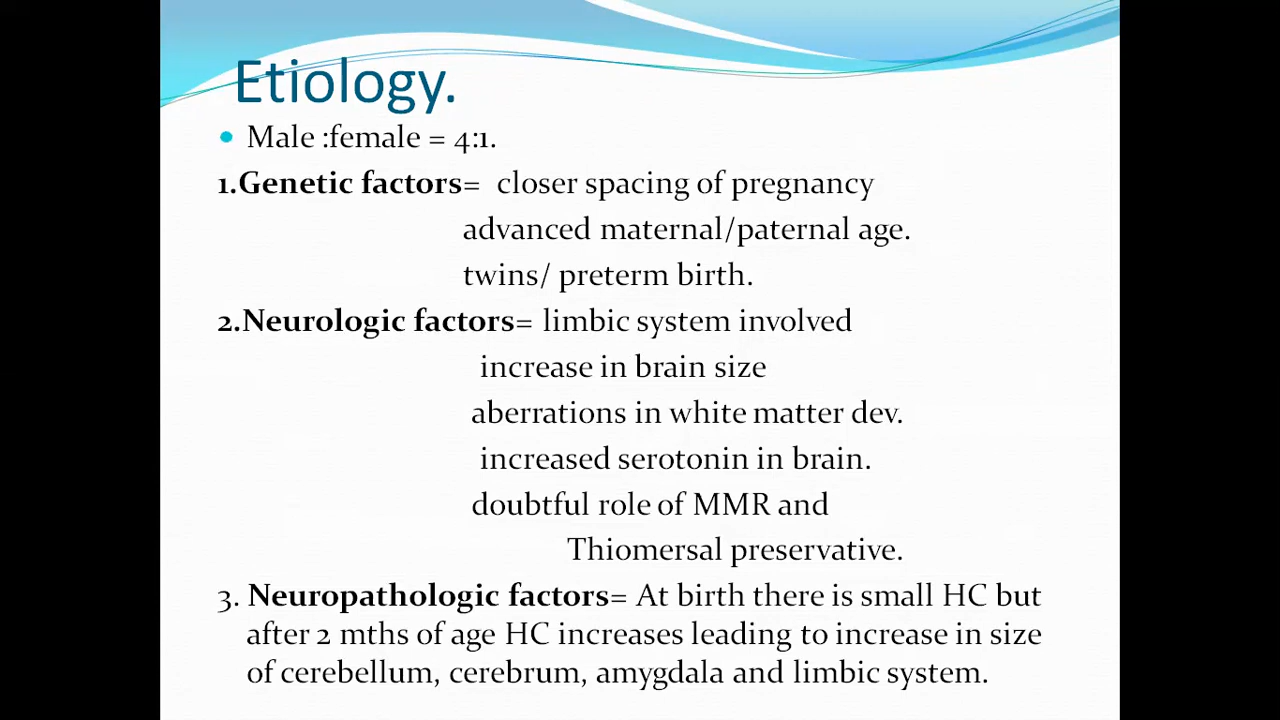 Etiology.
Male :female = 4:1.
1.Genetic factors= closer spacing of pregnancy
advanced maternal/paternal age.
twins/ preterm birth.
2.Neurologic factors= limbic system involved
increase in brain size
aberrations in white matter dev.
increased serotonin in brain.
doubtful role of MMR and
Thiomersal preservative.
3. Neuropathologic factors= At birth there is small HC but
after 2 mths of age HC increases leading to increase in size
of cerebellum, cerebrum, amygdala and limbic system.